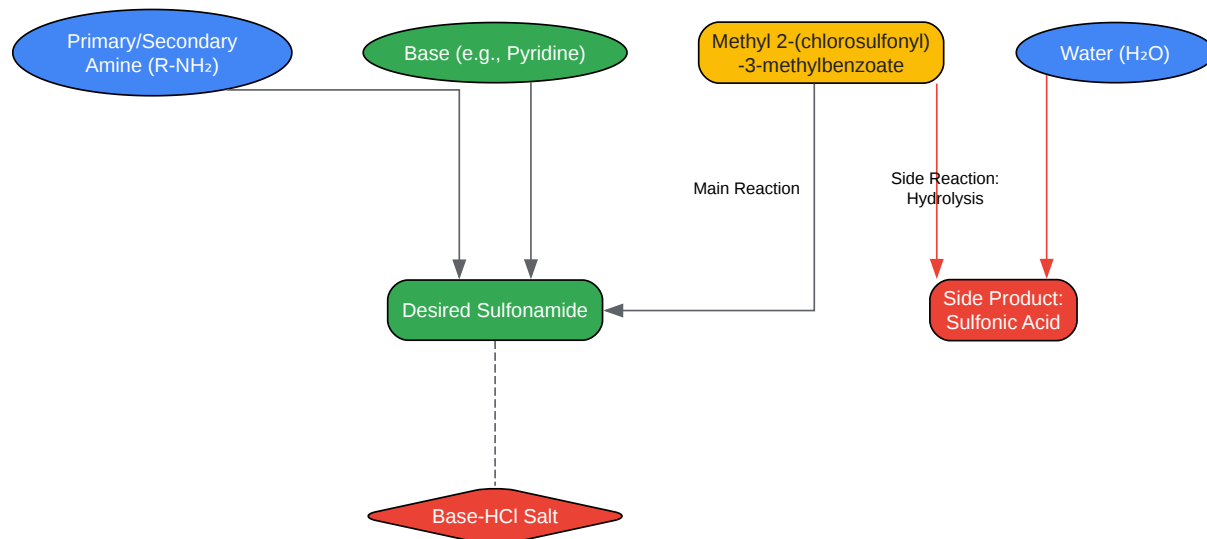 Primary/Secondary
Amine (R-NH₂)
Base (e.g., Pyridine)
Methyl 2-(chlorosulfonyl)
-3-methylbenzoate
Water (H₂O)
Main Reaction
Side Reaction:
Hydrolysis
Desired Sulfonamide
Side Product:
Sulfonic Acid
Base-HCl Salt